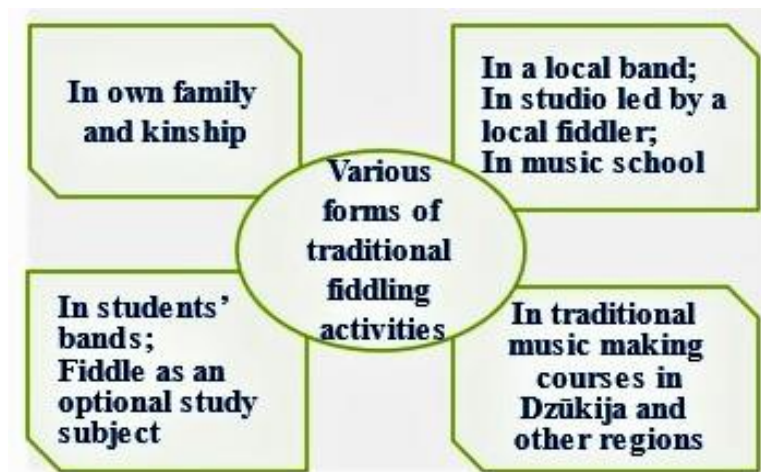 In own family
and kinship
In a local band;
In studio led by a
local fiddler;
In music school
Various
forms of
traditional
fiddling
activities
In students’
bands;
Fiddle as an
optional study
subject
In traditional
music making
courses in
Dzūkija and
other regions